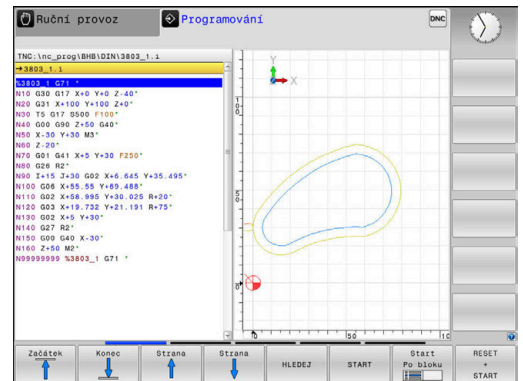 Ruční provoz
Programování
DNC
TNC:\nc_prog\BHB\DIN\3803_1.i
→3803_1.i
%3803_1 G71 *
N10 G30 G17 X+0 Y+0 Z-40*
N20 G31 X+100 Y+100 Z+0*
N30 T5 G17 S500 F100*
N40 G00 G90 Z+50 G40*
N50 X-30 Y+30 M3*
N60 Z-20*
N70 G01 G41 X+5 Y+30 F250*
N80 G26 R2*
N90 I+15 J+30 G02 X+6.645 Y+35.495*
N100 G06 X+55.55 Y+69.488*
N110 G02 X+58.995 Y+30.025 R+20*
N120 G03 X+19.732 Y+21.191 R+75*
N130 G02 X+5 Y+30*
N140 G27 R2*
N150 G00 G40 X-30*
N160 Z+50 M2*
N99999999 %3803_1 G71 *
Y
X
100
50
0
0
50
Začátek
Konec
Strana
Strana
HLEDEJ
START
Start
Po bloku
RESET
+
START